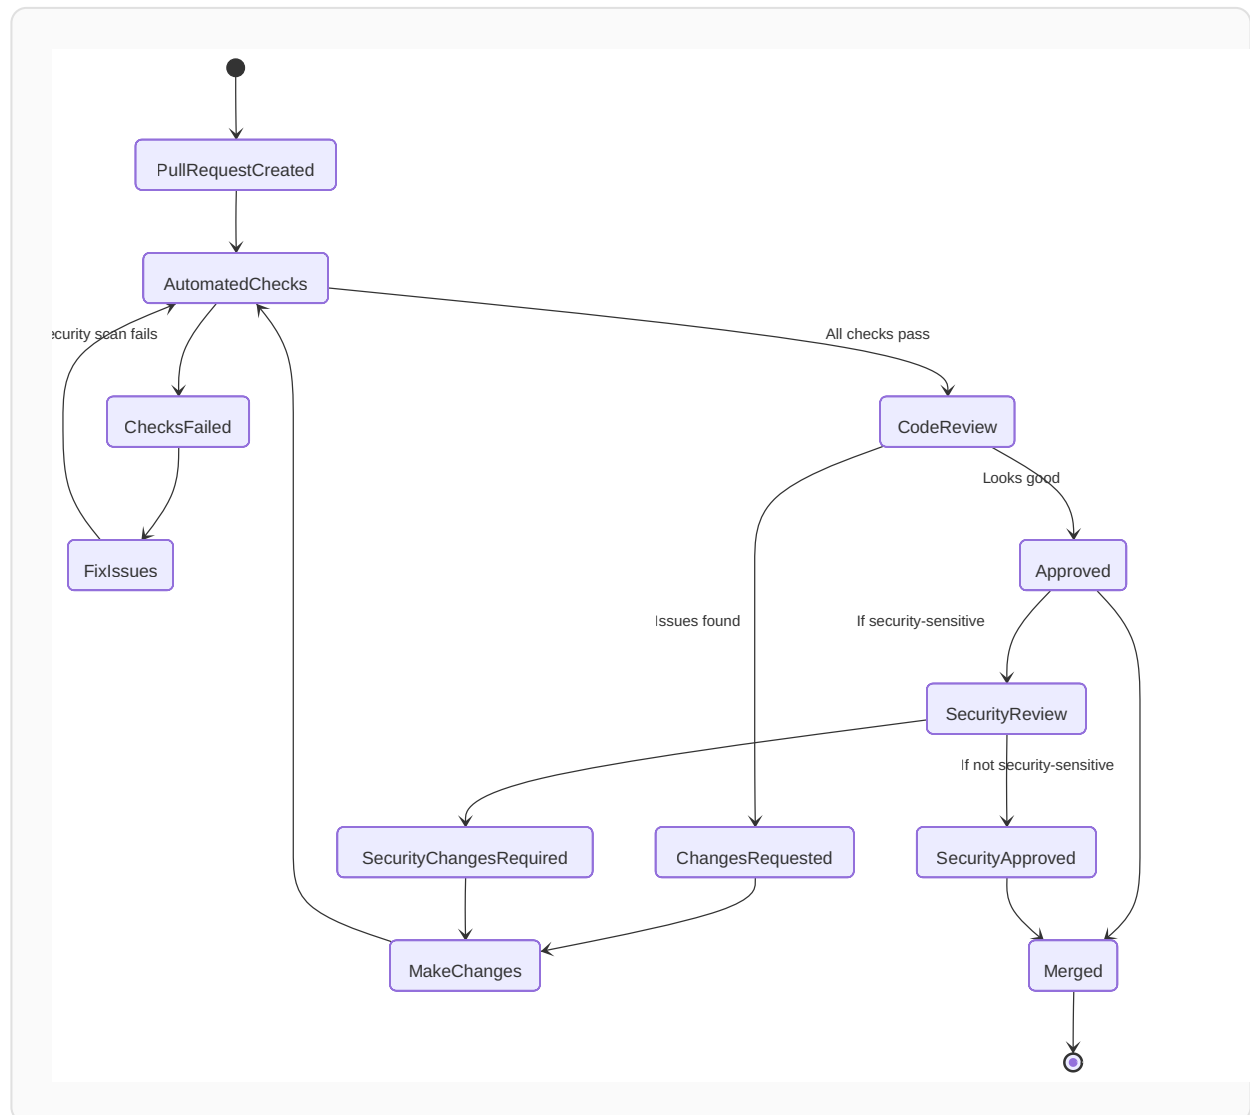 PullRequestCreated
AutomatedChecks
ecurity scan fails
All checks pass
ChecksFailed
CodeReview
Looks good
FixIssues
Approved
Issues found
If security-sensitive
SecurityReview
If not security-sensitive
SecurityChangesRequired
ChangesRequested
SecurityApproved
MakeChanges
Merged